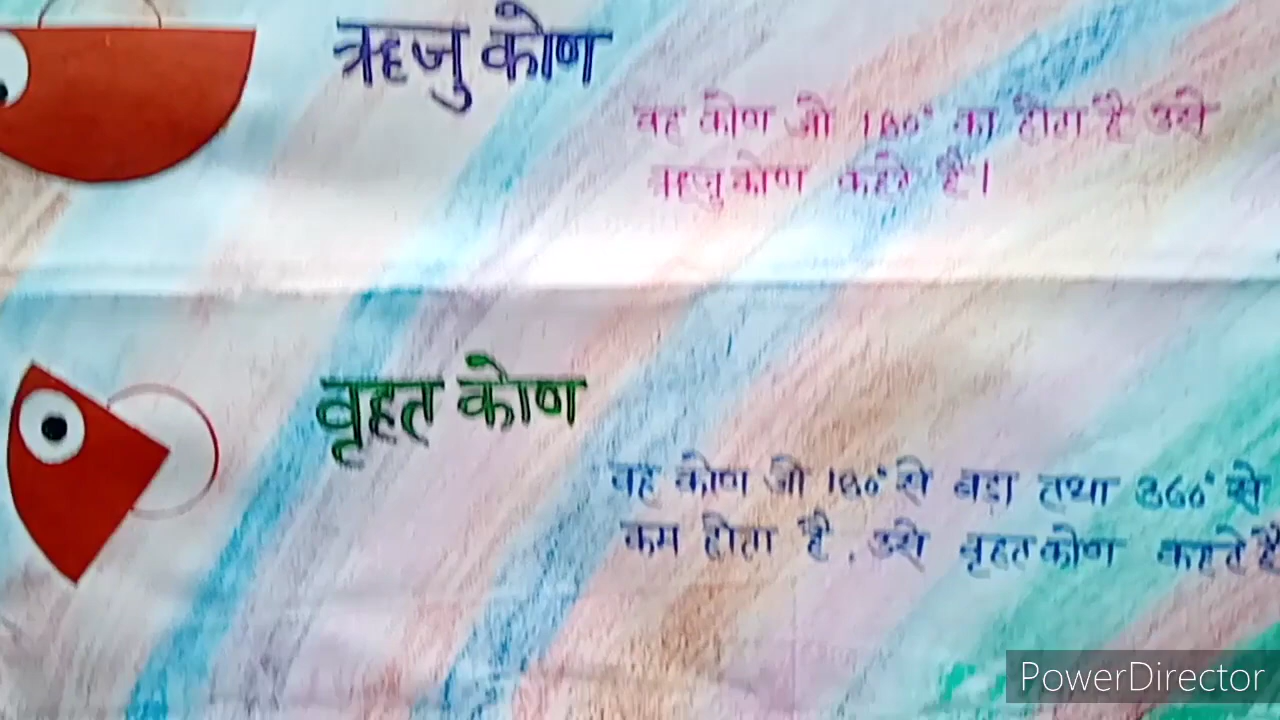 ऋजु कोण
वह कोण जो 180° का होता है उसे
ऋजु कोण कहते हैं।
वृहत कोण
वह कोण जो 180° से बड़ा तथा 360° से
कम होता है, उसे वृहत कोण कहते है
PowerDirector